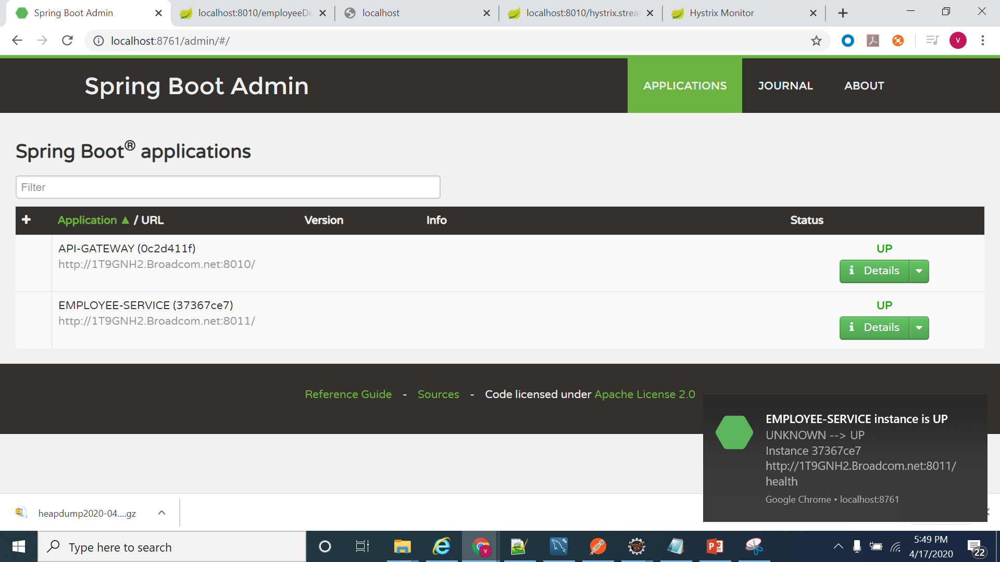 Spring Boot Admin
localhost:8010/employeeDe
localhost
localhost:8010/hystrix.strea
Hystrix Monitor
localhost:8761/admin/#/
V
Spring Boot Admin
APPLICATIONS
JOURNAL
ABOUT
Spring Boot® applications
Filter
Application ▲ / URL
Version
Info
Status
API-GATEWAY (0c2d411f)
http://1T9GNH2.Broadcom.net:8010/
UP
Details
EMPLOYEE-SERVICE (37367ce7)
http://1T9GNH2.Broadcom.net:8011/
UP
Details
Reference Guide - Sources - Code licensed under Apache License 2.0
EMPLOYEE-SERVICE instance is UP
UNKNOWN --> UP
Instance 37367ce7
http://1T9GNH2.Broadcom.net:8011/
health
Google Chrome • localhost:8761
heapdump2020-04....gz
Type here to search
5:49 PM
4/17/2020
22